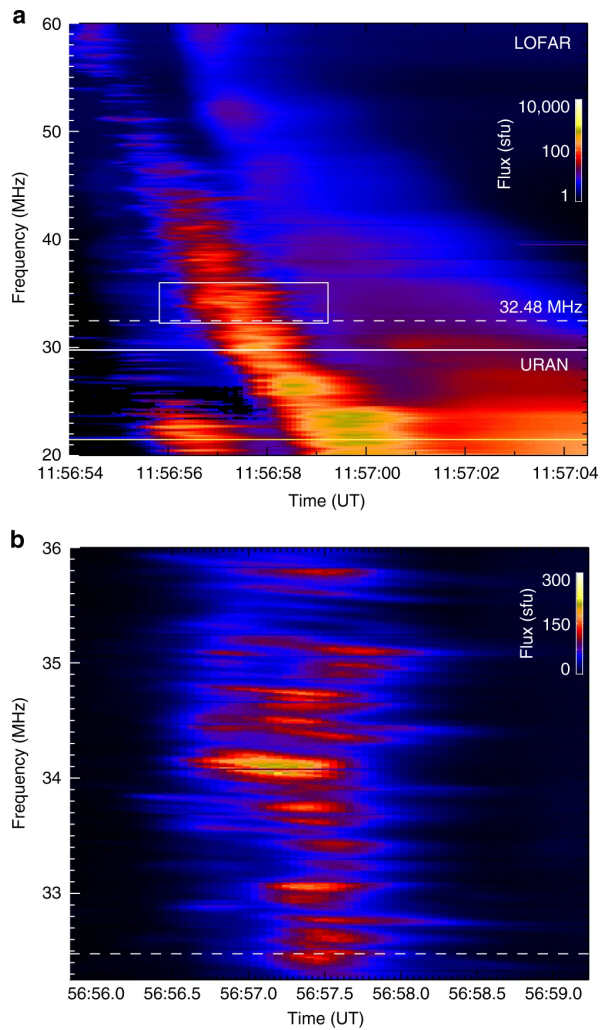 a
60
50
40
30
20
Frequency (MHz)
LOFAR
10,000
100
1
Flux (sfu)
32.48 MHz
URAN
11:56:54
11:56:56
11:56:58
11:57:00
11:57:02
11:57:04
Time (UT)
b
36
35
34
33
Frequency (MHz)
300
150
0
Flux (sfu)
56:56.0
56:56.5
56:57.0
56:57.5
56:58.0
56:58.5
56:59.0
Time (UT)